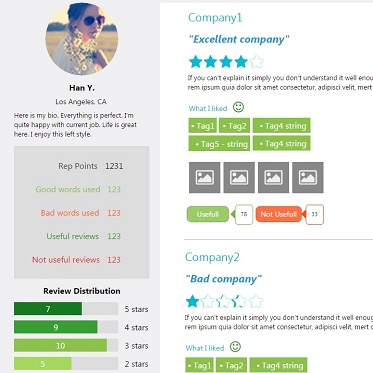 Han Y.
Los Angeles, CA
Here is my bio. Everything is perfect. I'm
quite happy with current job. Life is great
here. I enjoy this left style.
Rep Points 1231
Good words used 123
Bad words used 123
Useful reviews 123
Not useful reviews 123
Review Distribution
7 5 stars
9 4 stars
10 3 stars
5 2 stars
Company1
"Excellent company"
If you can't explain it simply you don't understand it well enou
rem ipsum dolor sit amet consectetur, adipisci velit, mer
What I liked
• Tag1 • Tag2 • Tag4 string
• Tag5 - string • Tag4 string
Usefull 78 Not Usefull 33
Company2
"Bad company"
If you can't explain it simply you don't understand it well enoug
rem ipsum dolor sit amet consectetur, adipisci velit, mert
What I liked
• Tag1 • Tag2 • Tag4 string